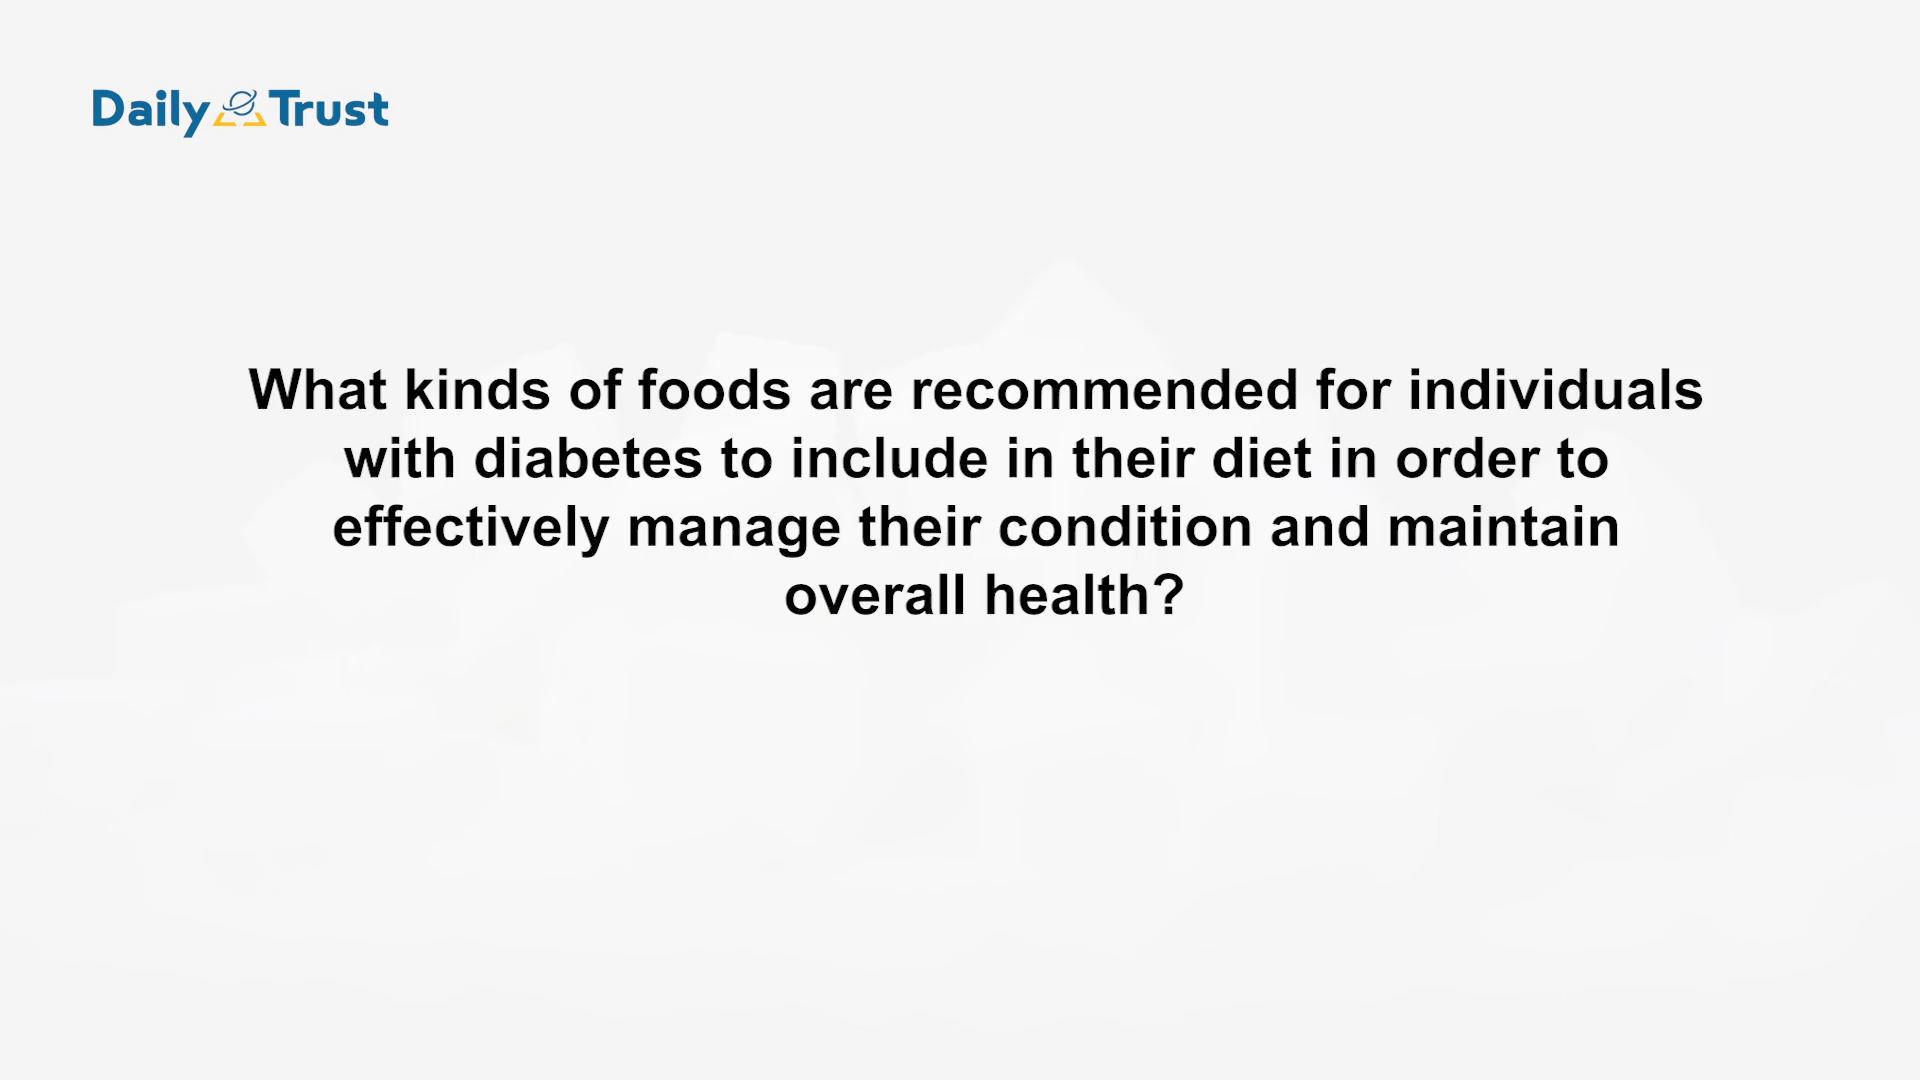 Daily Trust
What kinds of foods are recommended for individuals
with diabetes to include in their diet in order to
effectively manage their condition and maintain
overall health?